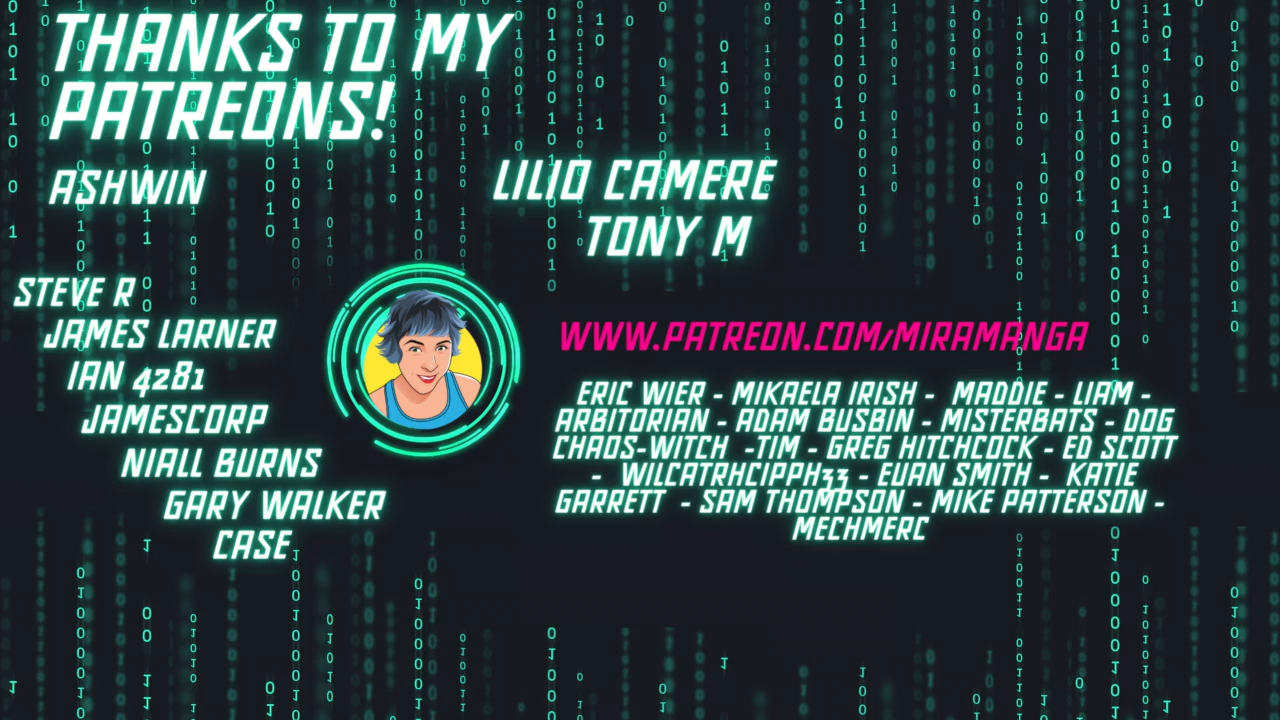 THANKS TO MY
PATREONS!
ASHWIN
LILIO CAMERE
TONY M
STEVE R
JAMES LARNER
IAN 4281
JAMESCORP
NIALL BURNS
GARY WALKER
CASE
WWW.PATREON.COM/MIRAMANGA
ERIC WIER - MIKAELA IRISH - MADDIE - LIAM -
ARBITORIAN - ADAM BUSBIN - MISTERBATS - DOG
CHAOS-WITCH -TIM - GREG HITCHCOCK - ED SCOTT
- WILCATRHCIPPH33 - EUAN SMITH - KATIE
GARRETT - SAM THOMPSON - MIKE PATTERSON -
MECHMERC